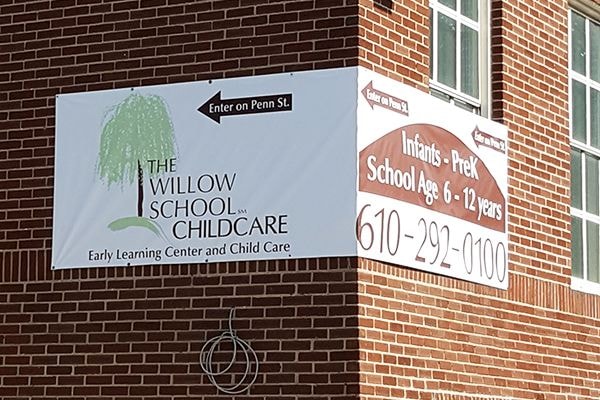 Enter on Penn St.
THE
WILLOW
SCHOOL SM
CHILDCARE
Early Learning Center and Child Care
Enter on Penn St.
Enter on Penn St.
Infants - PreK
School Age 6 - 12 years
610-292-0100